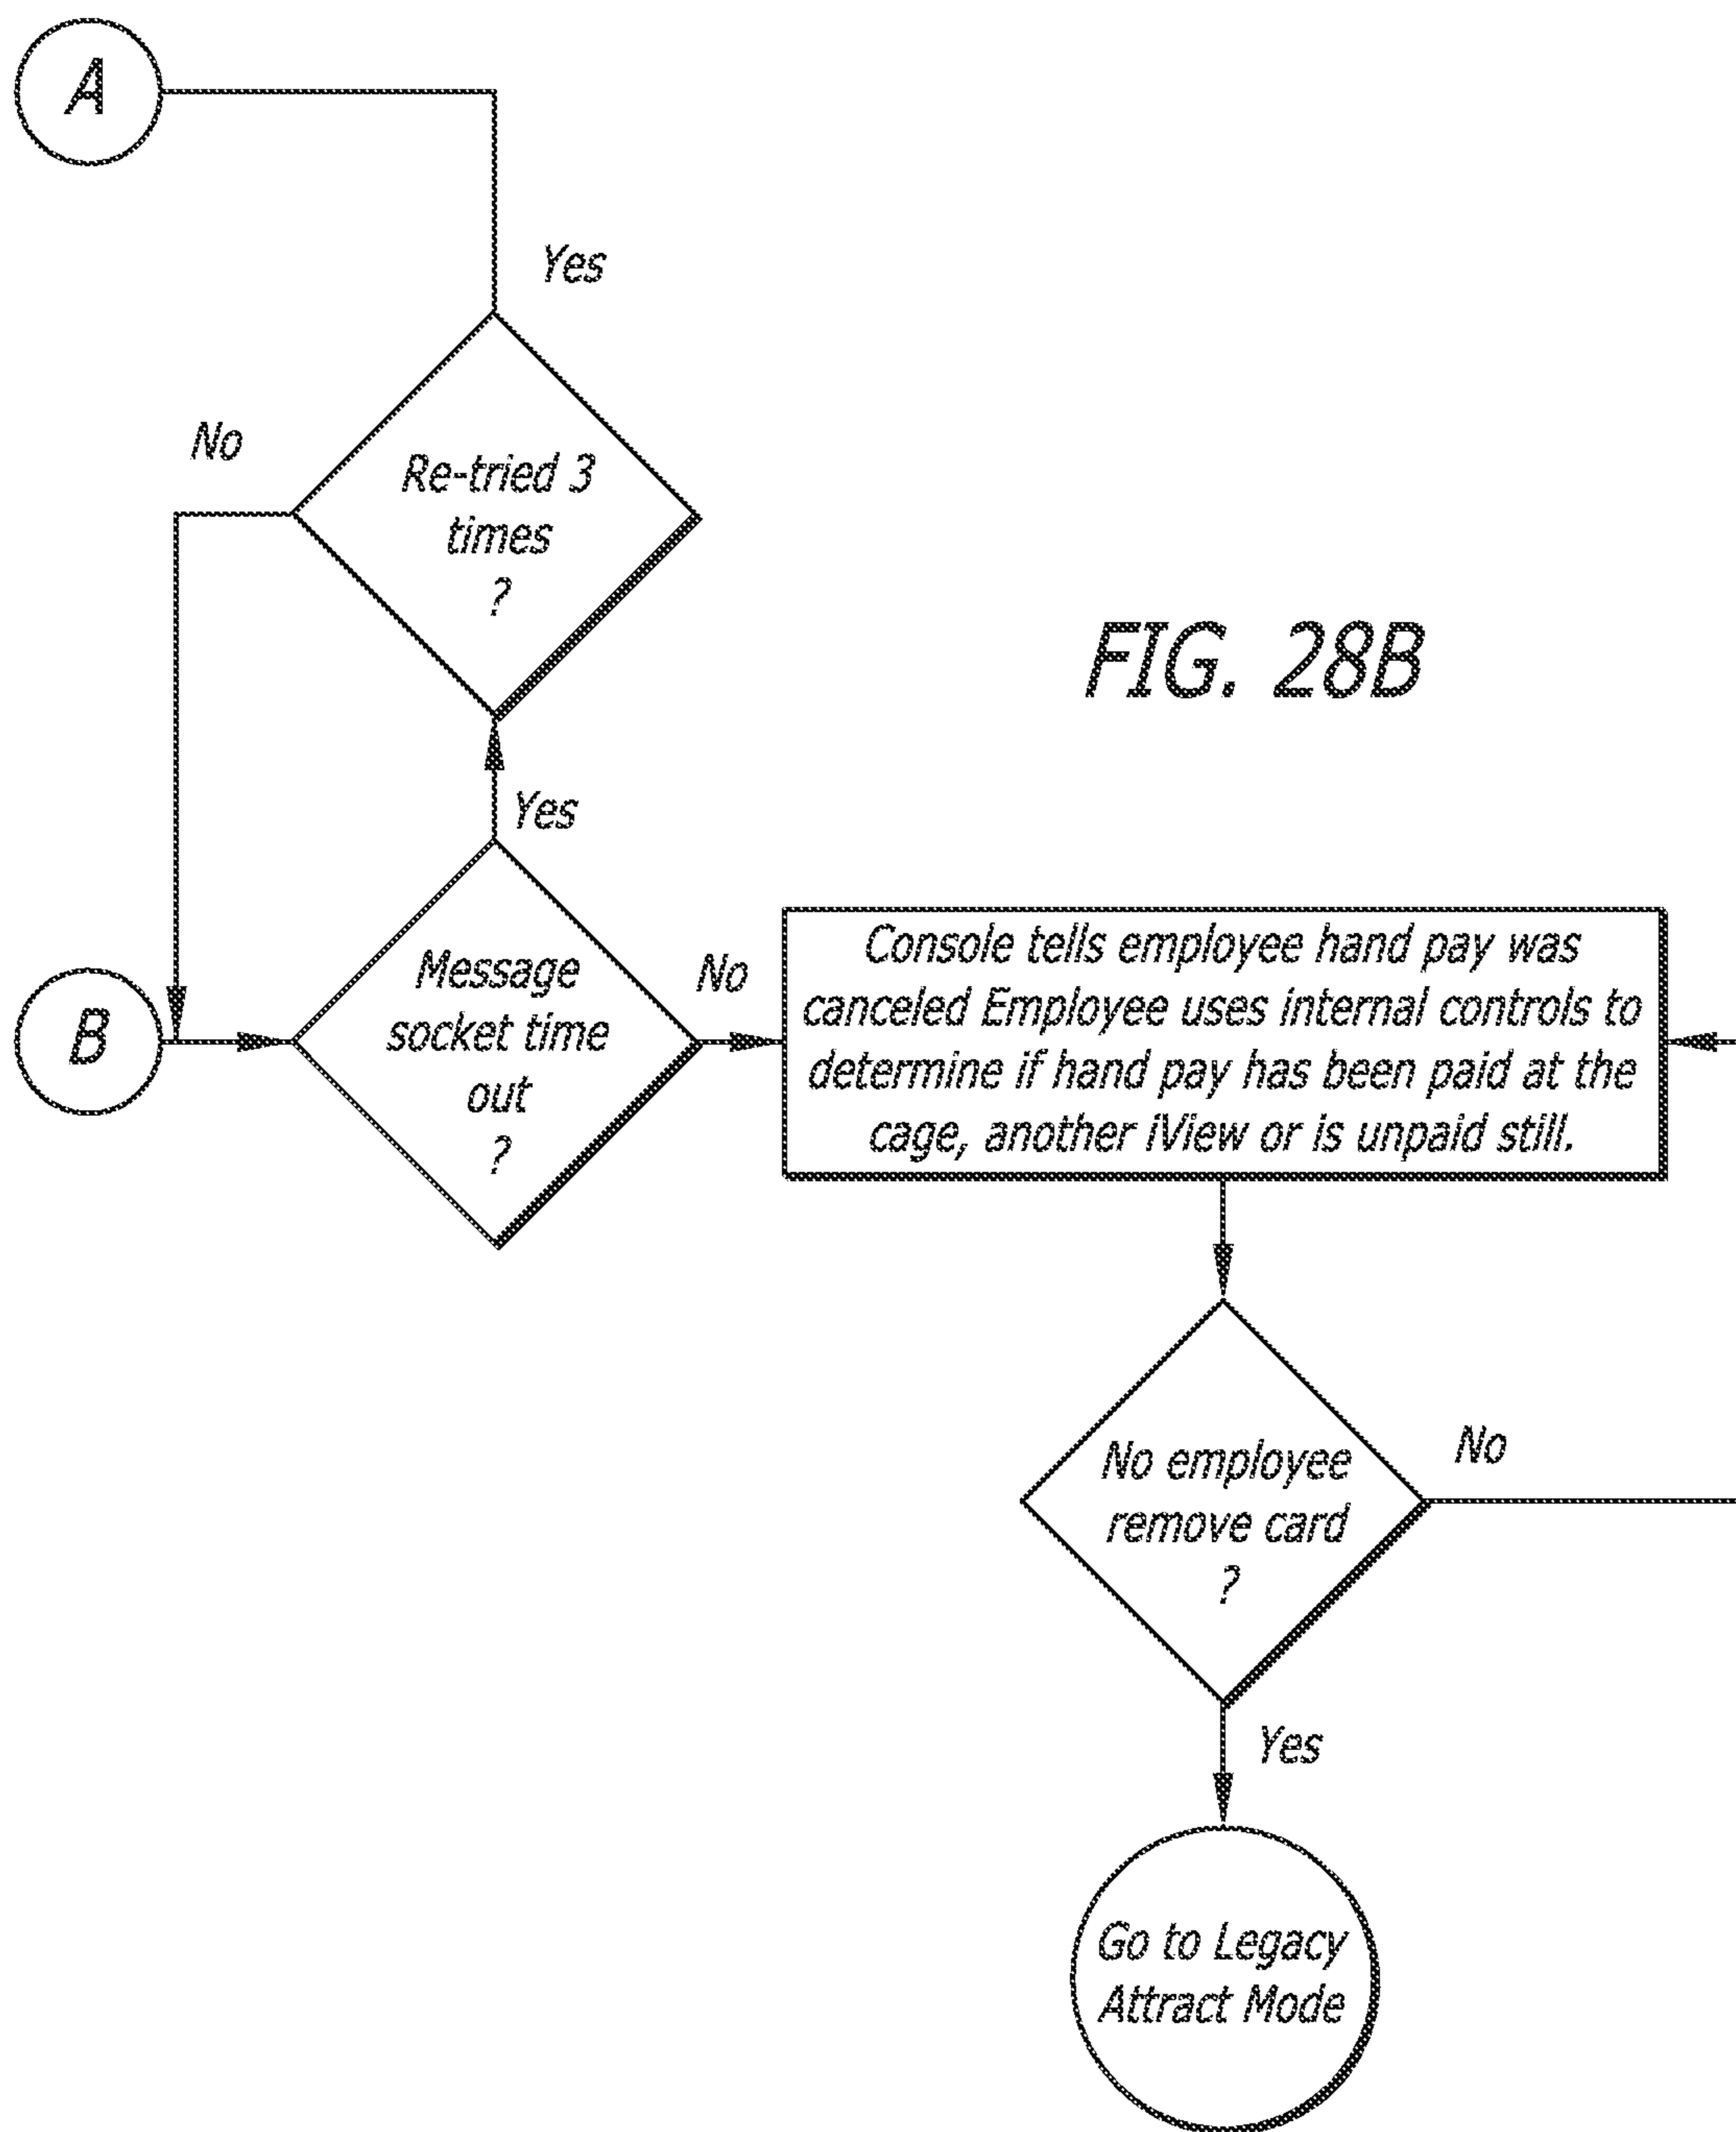 A
Yes
No
Re-tried 3
times
?
FIG. 28B
Yes
Message
socket time
out
?
No
B
Console tells employee hand pay was
canceled Employee uses internal controls to
determine if hand pay has been paid at the
cage, another iView or is unpaid still.
No employee
remove card
?
No
Yes
Go to Legacy
Attract Mode